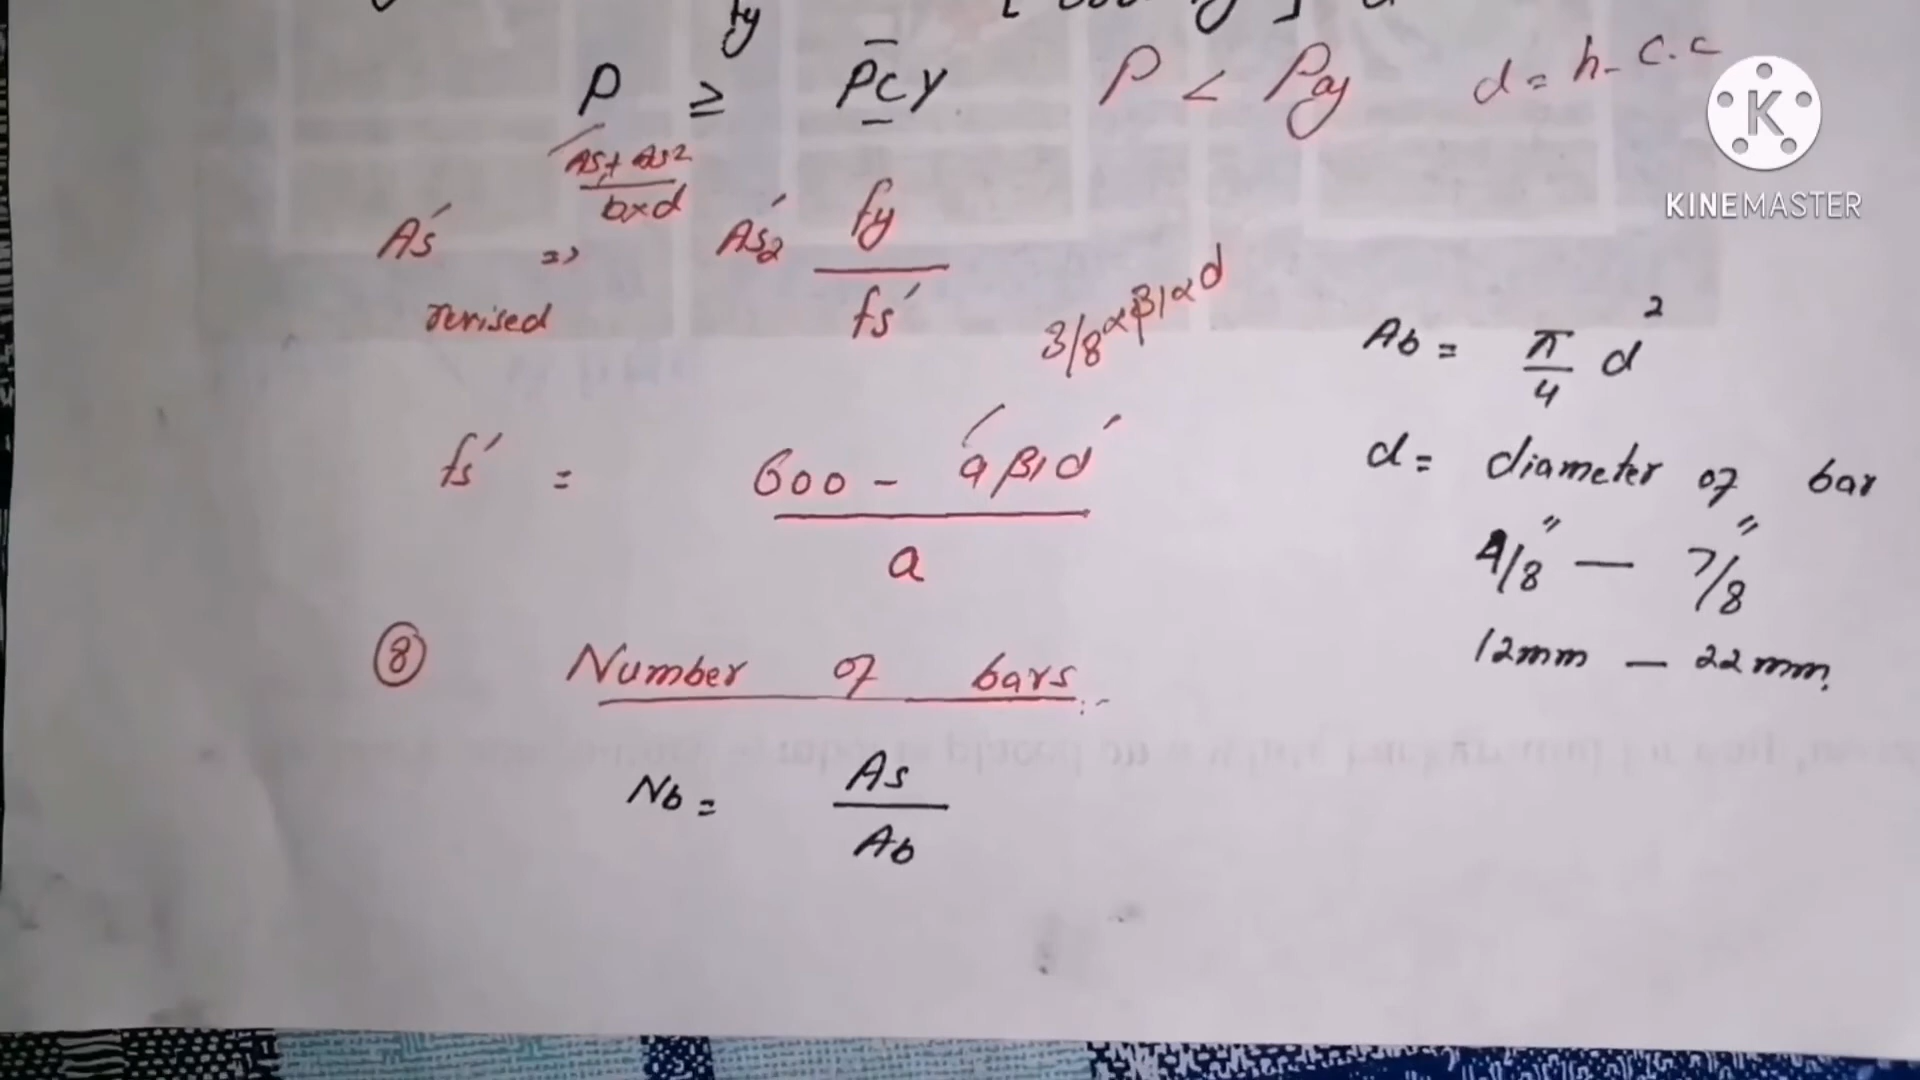 fy
P ≥ P̄cy P < Pcy d = h - c.c
As1 + As2 / b×d
As' => As2' fy / fs'
revised
3/8 × β1 × d
Ab = π/4 d²
fs' = 600 - a' β1 d' / a
d = diameter of bar
4/8" — 7/8"
12mm — 22mm.
⑧ Number of bars :-
Nb = As / Ab
K
KINEMASTER